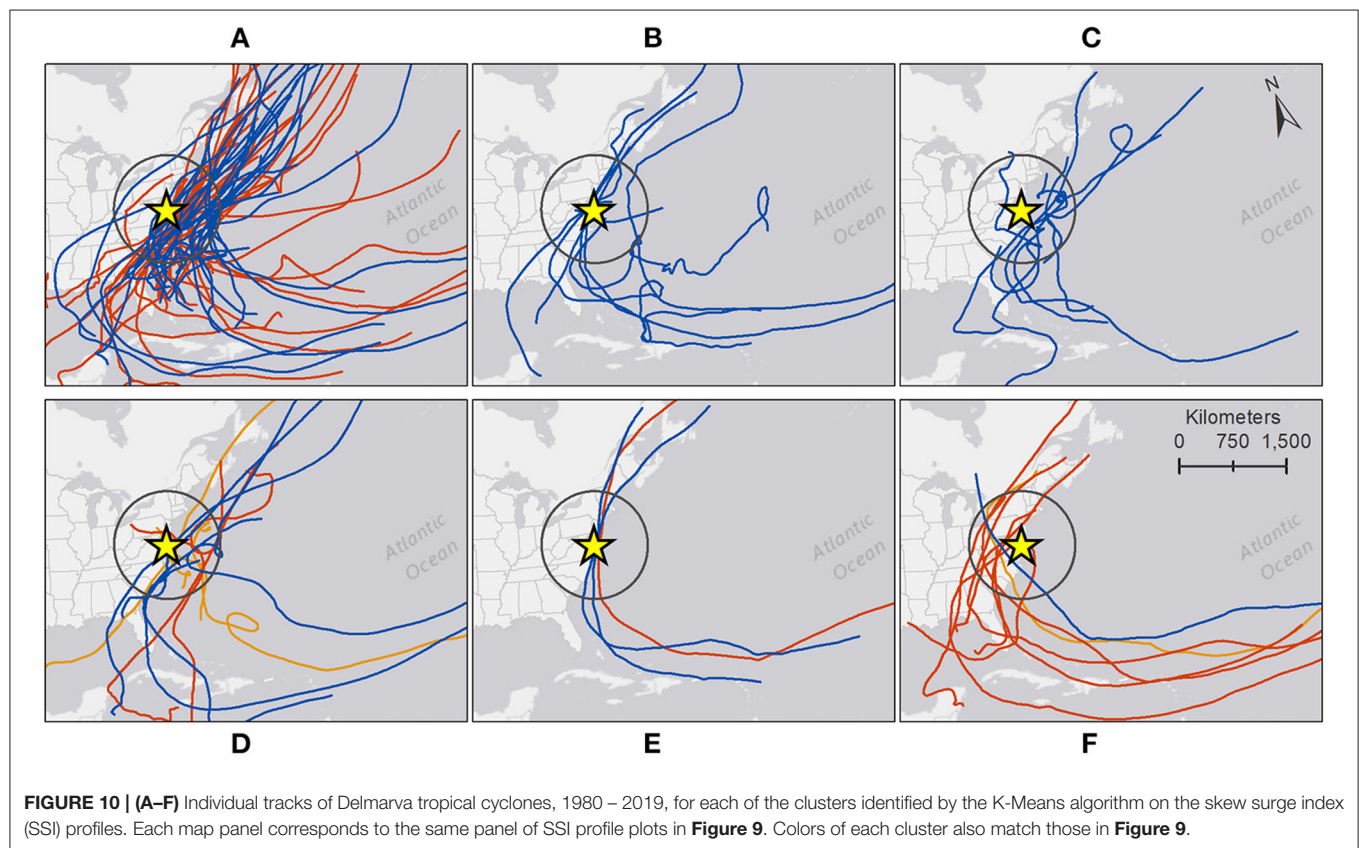 A
B
C
N
Atlantic
Ocean
Atlantic
Ocean
Atlantic
Ocean
Kilometers
0 750 1,500
Atlantic
Ocean
Atlantic
Ocean
Atlantic
Ocean
D
E
F
FIGURE 10 | (A–F) Individual tracks of Delmarva tropical cyclones, 1980 – 2019, for each of the clusters identified by the K-Means algorithm on the skew surge index
(SSI) profiles. Each map panel corresponds to the same panel of SSI profile plots in Figure 9. Colors of each cluster also match those in Figure 9.